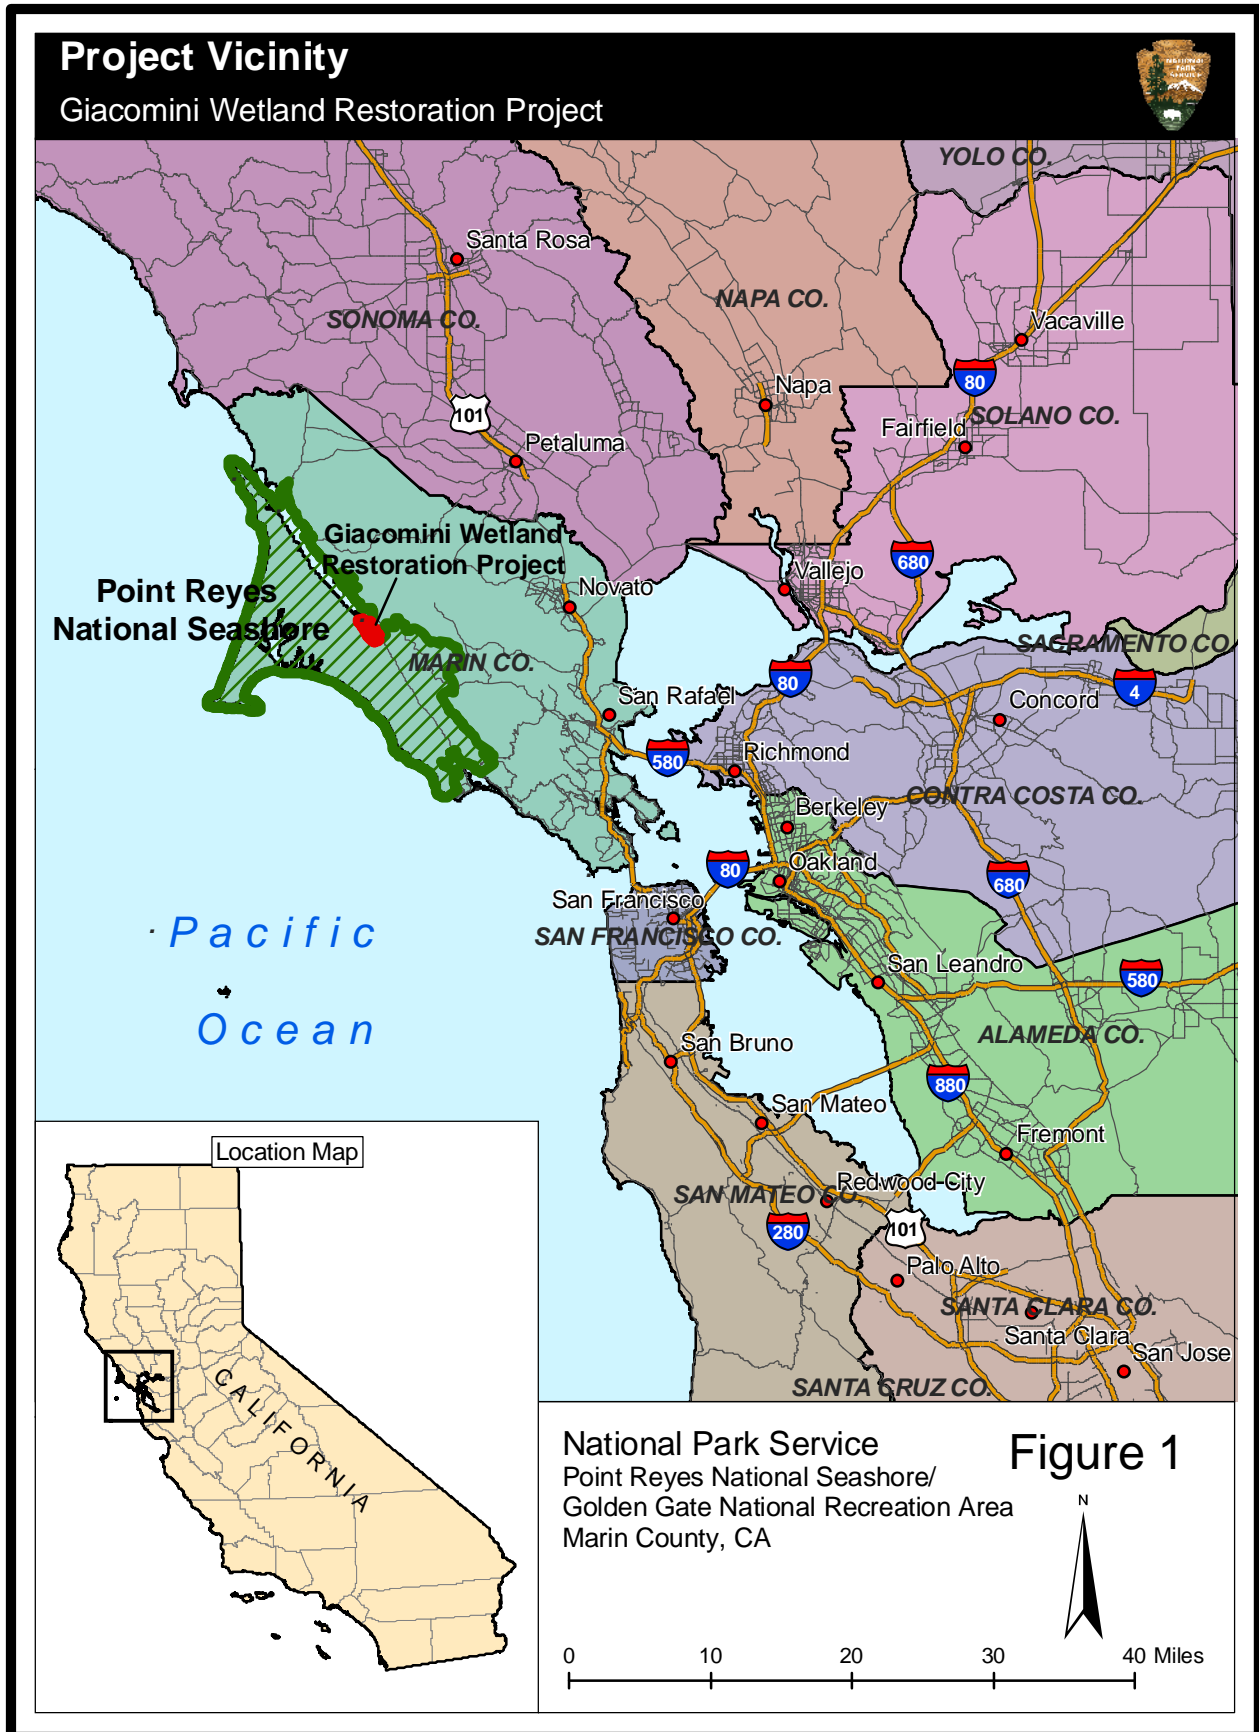 Project Vicinity
Giacomini Wetland Restoration Project
NATIONAL
PARK
SERVICE
YOLO CO.
Santa Rosa
NAPA CO.
SONOMA CO.
Vacaville
80
Napa
101
SOLANO CO.
Fairfield
Petaluma
Giacomini Wetland
Restoration Project
680
Vallejo
Point Reyes
National Seashore
Novato
SACRAMENTO CO.
MARIN CO.
80
4
San Rafael
Concord
580
Richmond
CONTRA COSTA CO.
Berkeley
80
Oakland
680
San Francisco
Pacific
SAN FRANCISCO CO.
San Leandro
580
Ocean
ALAMEDA CO.
San Bruno
880
San Mateo
Fremont
Location Map
Redwood City
SAN MATEO CO.
280
101
Palo Alto
SANTA CLARA CO.
Santa Clara
San Jose
SANTA CRUZ CO.
CALIFORNIA
National Park Service
Figure 1
Point Reyes National Seashore/
Golden Gate National Recreation Area
Marin County, CA
N
0 10 20 30 40 Miles